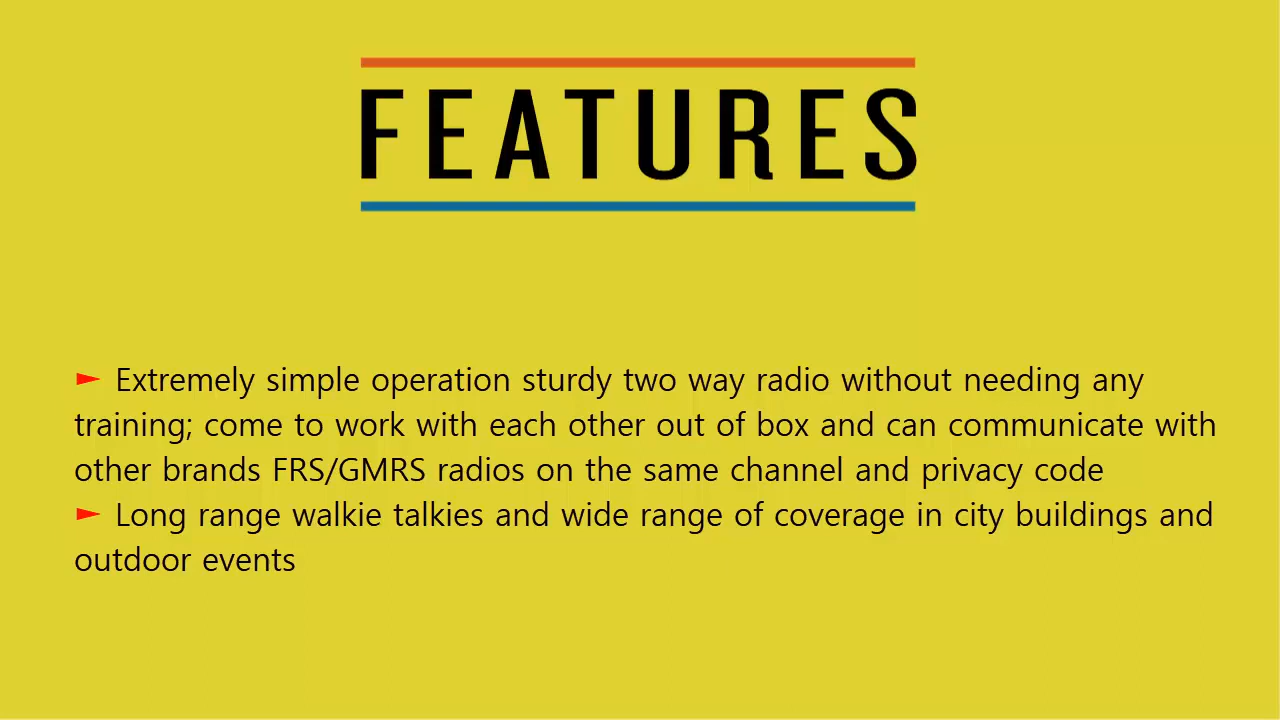 FEATURES
► Extremely simple operation sturdy two way radio without needing any
training; come to work with each other out of box and can communicate with
other brands FRS/GMRS radios on the same channel and privacy code
► Long range walkie talkies and wide range of coverage in city buildings and
outdoor events